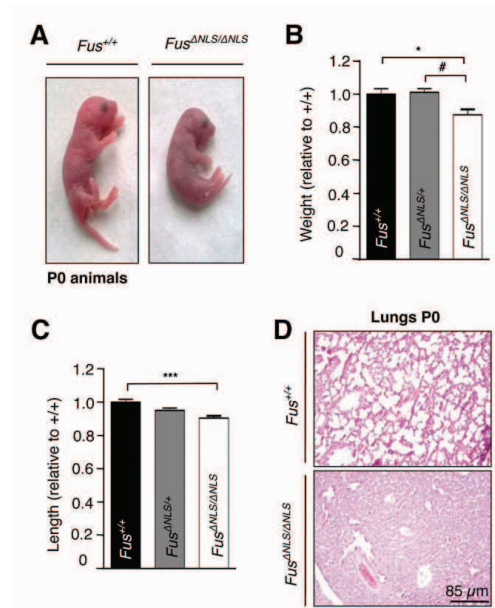 A
Fus+/+
FusΔNLS/ΔNLS
P0 animals
B
*
#
Weight (relative to +/+)
1.2
1.0
0.8
0.6
0.4
0.2
0
Fus+/+
FusΔNLS/+
FusΔNLS/ΔNLS
C
***
Length (relative to +/+)
1.2
1.0
0.8
0.6
0.4
0.2
0
Fus+/+
FusΔNLS/+
FusΔNLS/ΔNLS
D
Lungs P0
Fus+/+
FusΔNLS/ΔNLS
85 µm